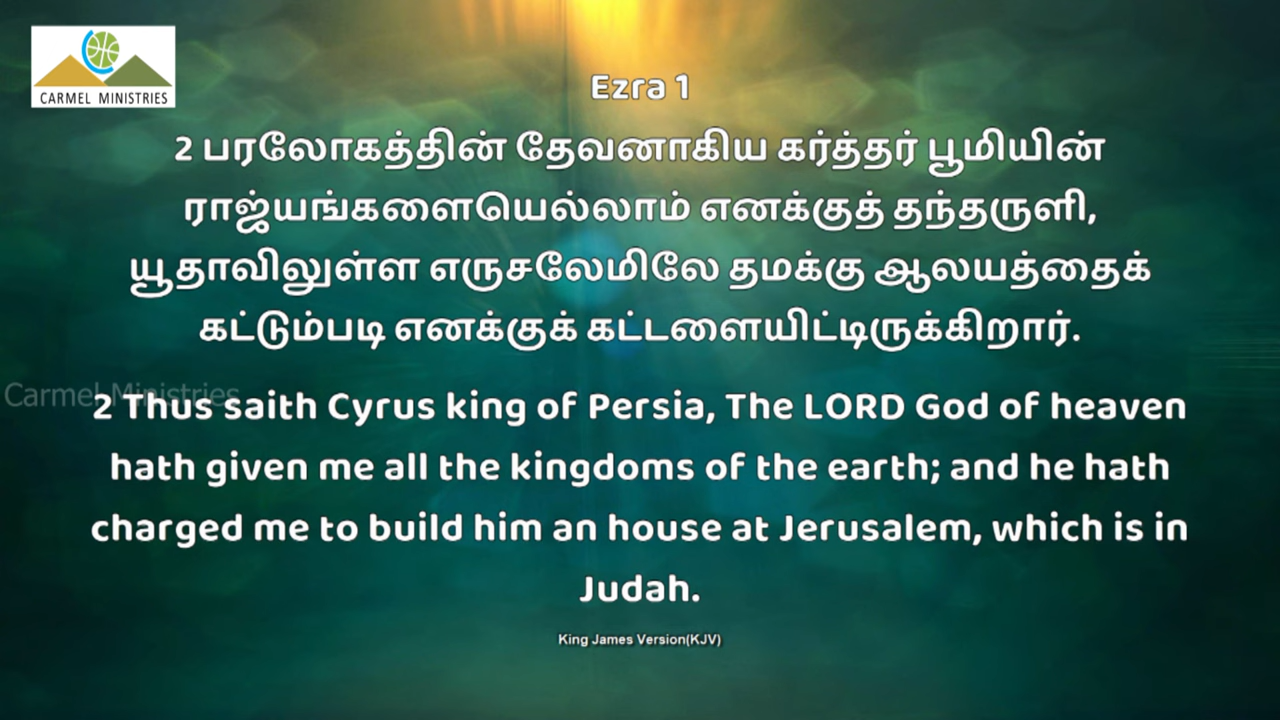 CARMEL MINISTRIES
Ezra 1
2 பரலோகத்தின் தேவனாகிய கர்த்தர் பூமியின்
ராஜ்யங்களையெல்லாம் எனக்குத் தந்தருளி,
யூதாவிலுள்ள எருசலேமிலே தமக்கு ஆலயத்தைக்
கட்டும்படி எனக்குக் கட்டளையிட்டிருக்கிறார்.
Carmel Ministries
2 Thus saith Cyrus king of Persia, The LORD God of heaven
hath given me all the kingdoms of the earth; and he hath
charged me to build him an house at Jerusalem, which is in
Judah.
King James Version(KJV)